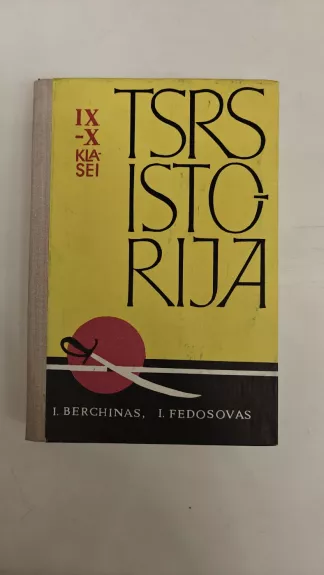 IX
-X
KLA-
SEI
TSRS
ISTO-
RIJA
I. BERCHINAS, I. FEDOSOVAS